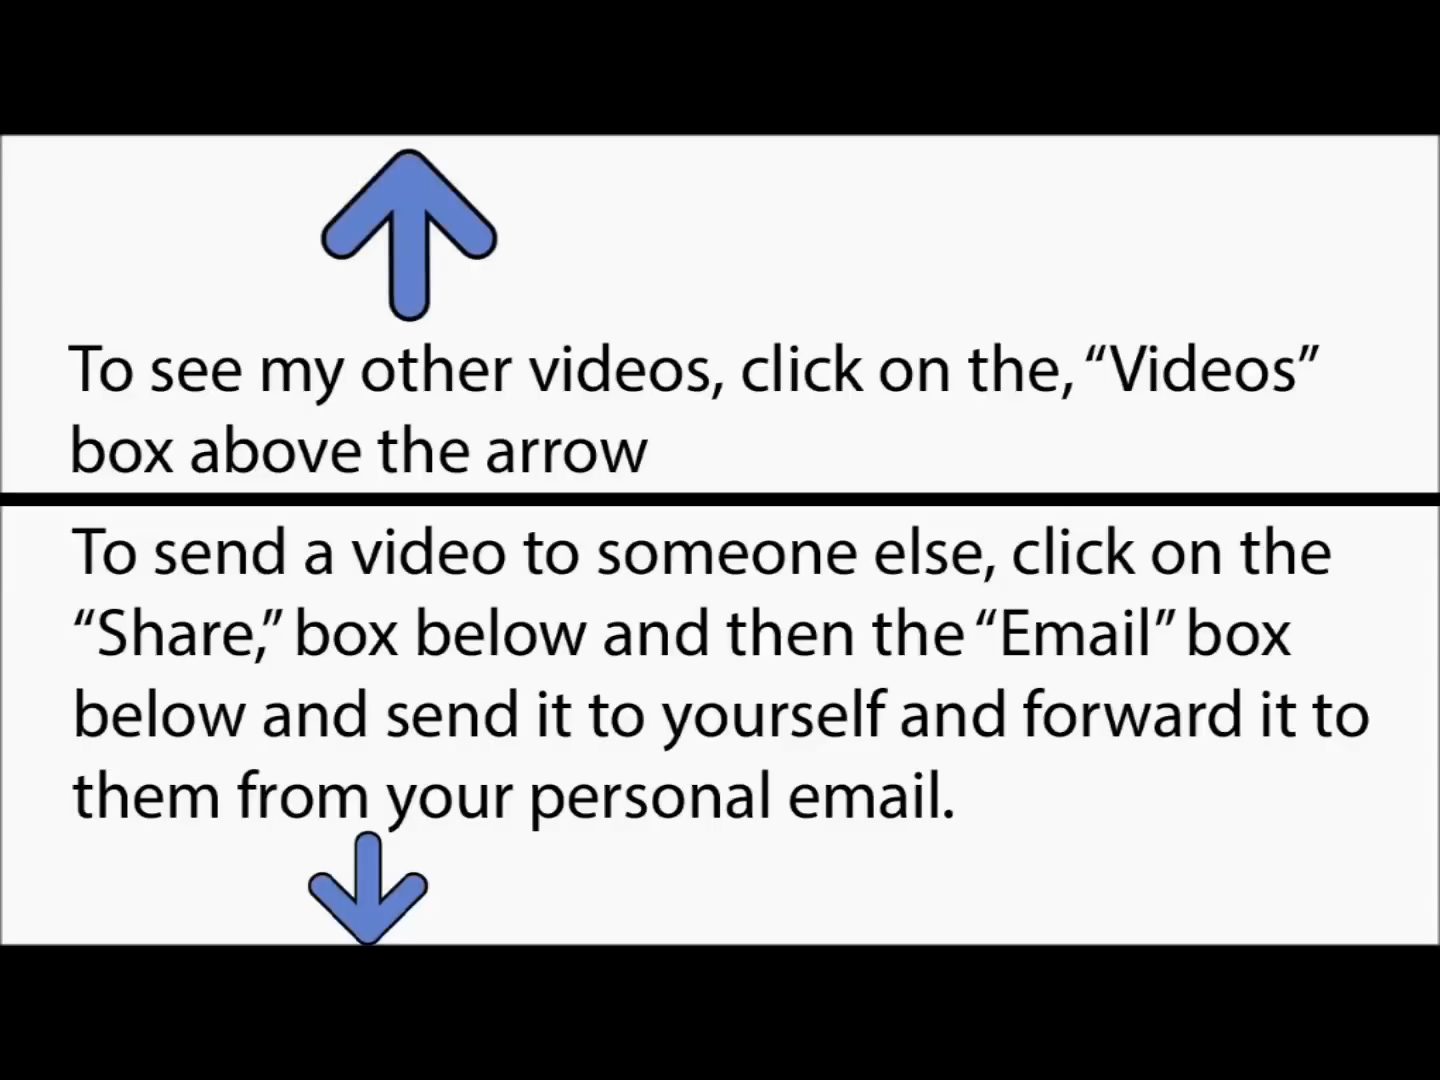 To see my other videos, click on the, “Videos”
box above the arrow
To send a video to someone else, click on the
“Share,” box below and then the “Email” box
below and send it to yourself and forward it to
them from your personal email.